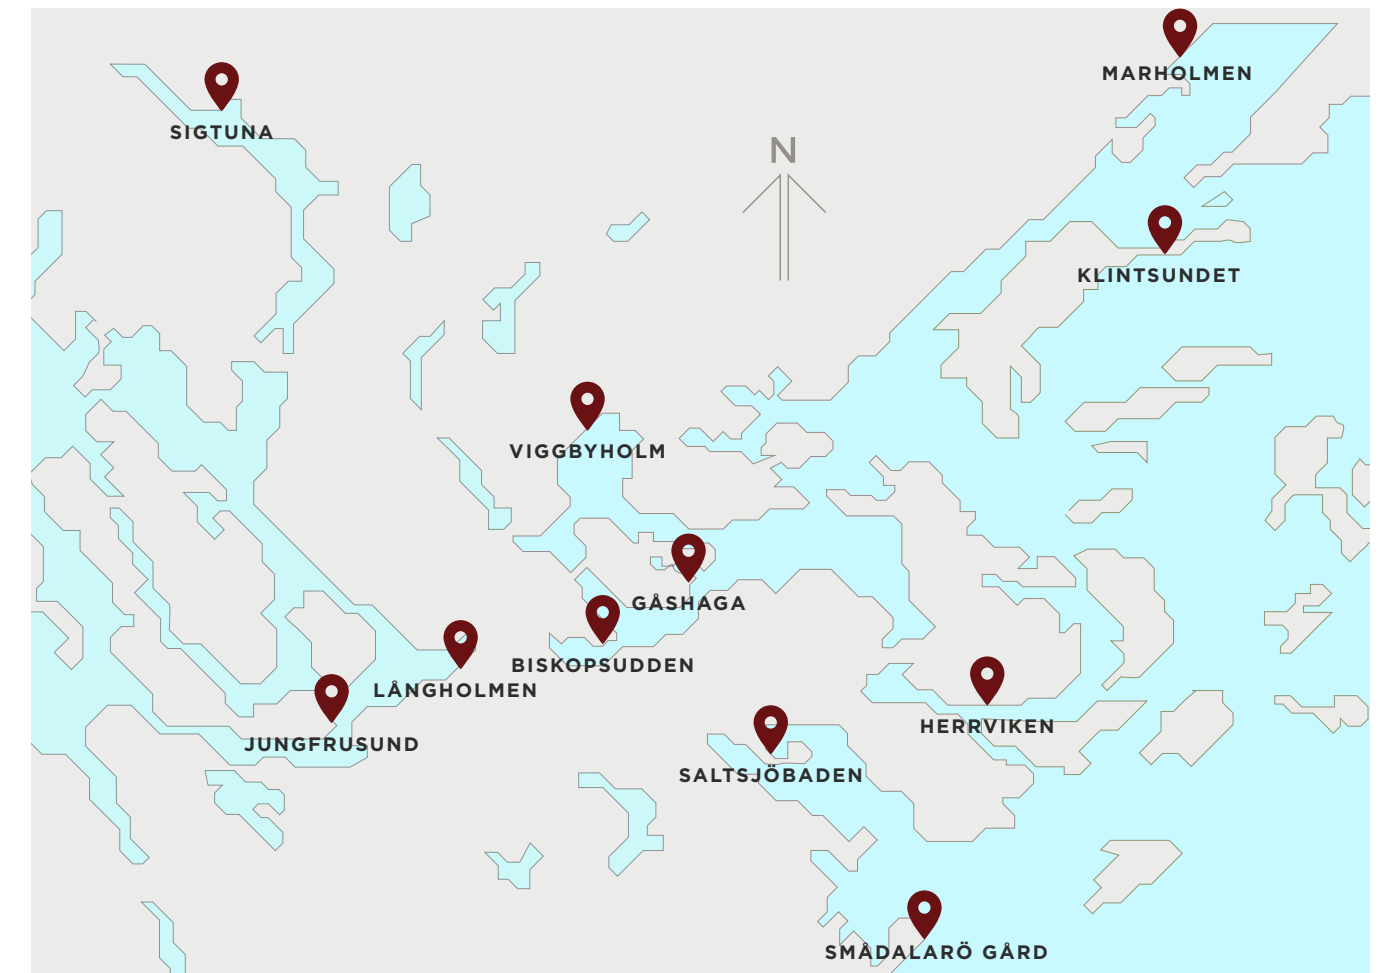 MARHOLMEN
SIGTUNA
N
KLINTSUNDET
VIGGBYHOLM
GÅSHAGA
BISKOPSUDDEN
LÅNGHOLMEN
HERRVIKEN
JUNGFRUSUND
SALTSJÖBADEN
SMÅDALARÖ GÅRD